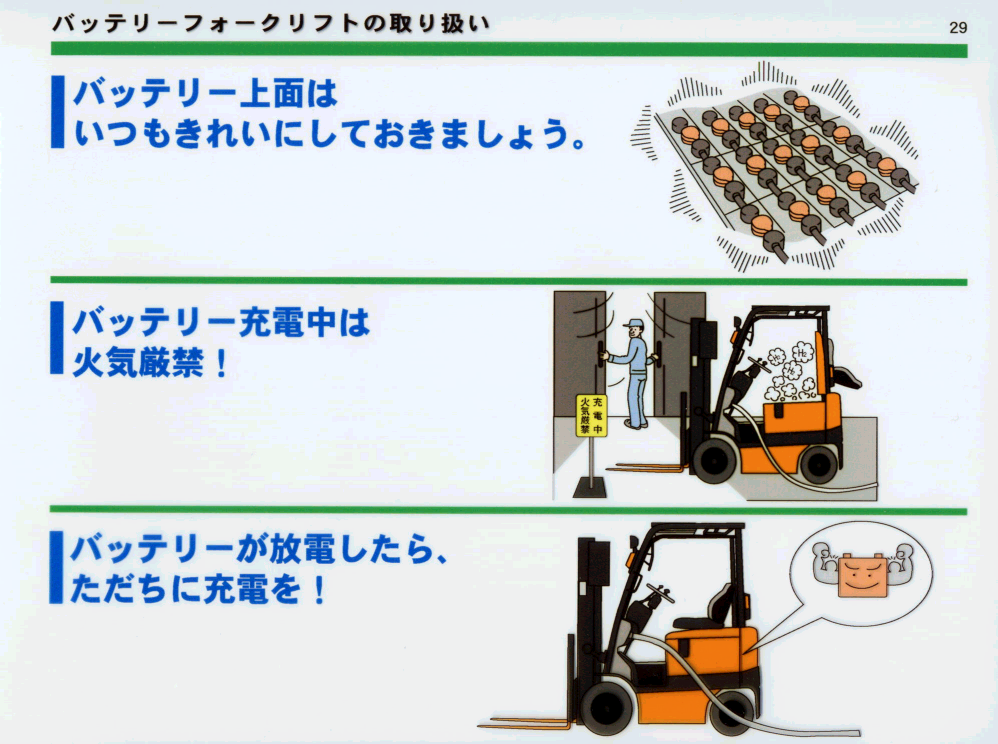 バッテリーフォークリフトの取り扱い
29
バッテリー上面は
いつもきれいにしておきましょう。
バッテリー充電中は
火気厳禁！
H₂
H₂
H₂
充電中
火気厳禁
バッテリーが放電したら、
ただちに充電を！